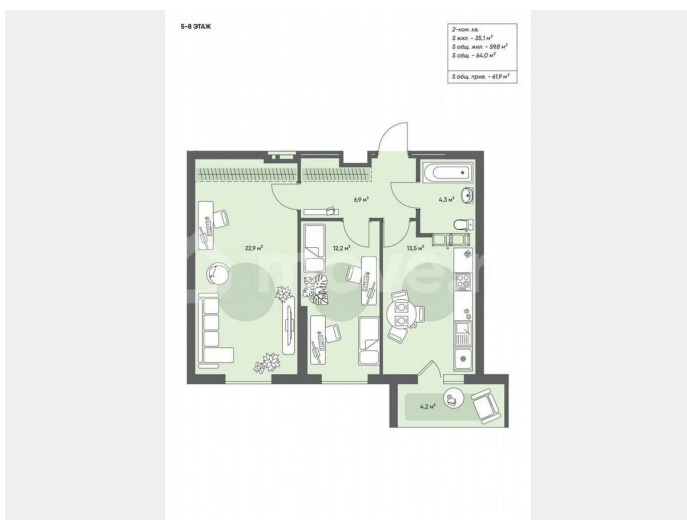 5-8 ЭТАЖ
2-ком. кв.
S жил. - 35,1 м²
S общ. жил. - 59,8 м²
S общ. - 64,0 м²
S общ. прив. - 61,9 м²
6,9 м²
4,3 м²
22,9 м²
12,2 м²
13,5 м²
4,2 м²